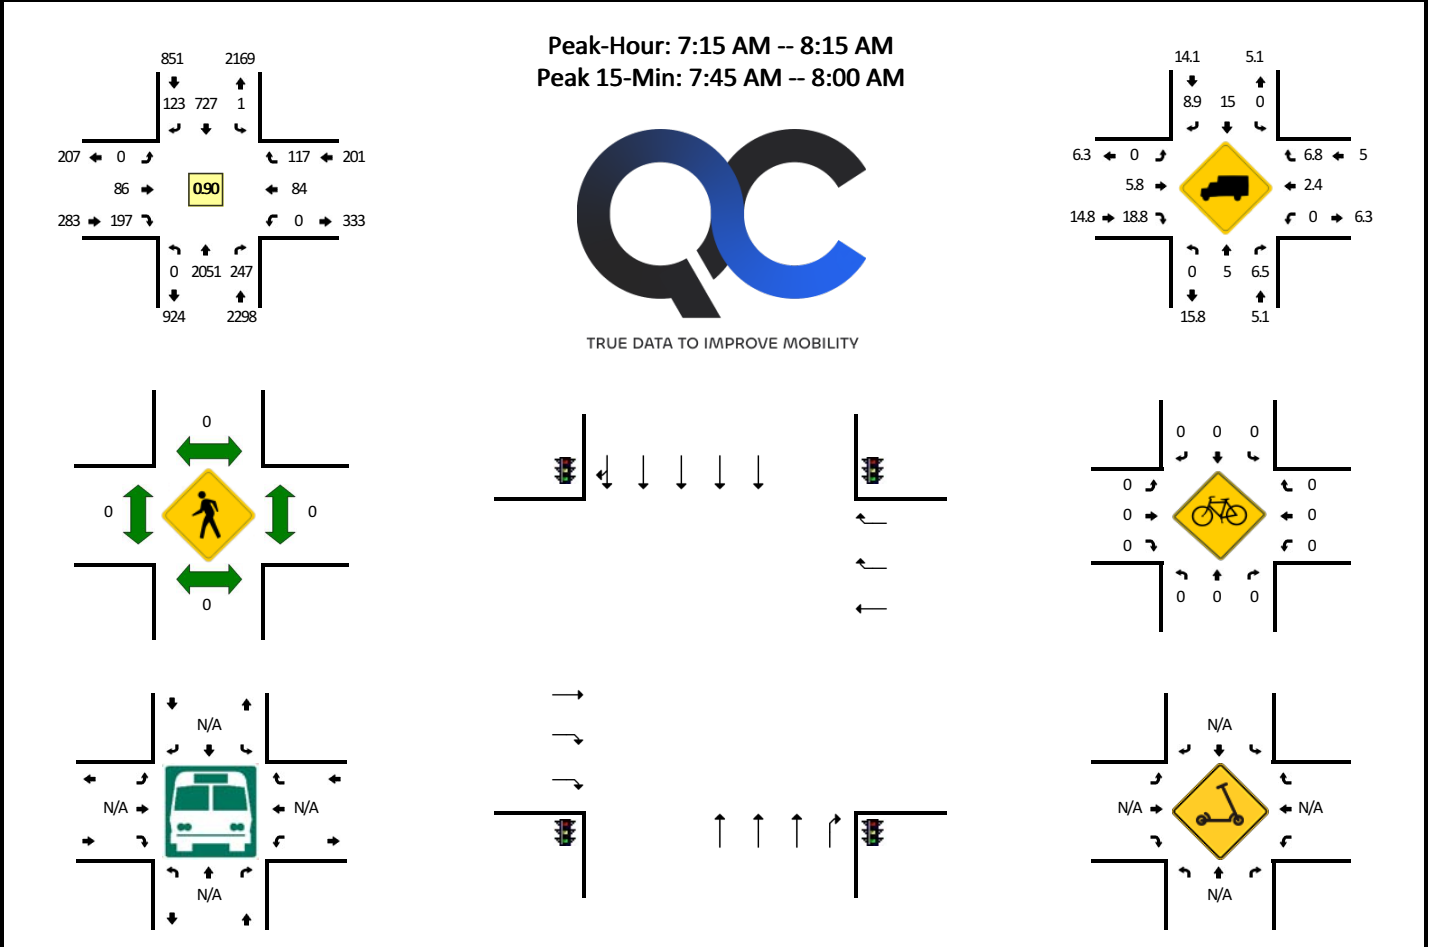 Peak-Hour: 7:15 AM -- 8:15 AM
Peak 15-Min: 7:45 AM -- 8:00 AM
851 2169
123 727 1
207 0 117 201
86 0.90 84
283 197 0 333
0 2051 247
924 2298
QC
TRUE DATA TO IMPROVE MOBILITY
14.1 5.1
8.9 15 0
6.3 0 6.8 5
5.8 2.4
14.8 18.8 0 6.3
0 5 6.5
15.8 5.1
0
0 0
0
0 0 0
0 0
0 0
0 0
0 0 0
N/A
N/A N/A
N/A
N/A
N/A N/A
N/A